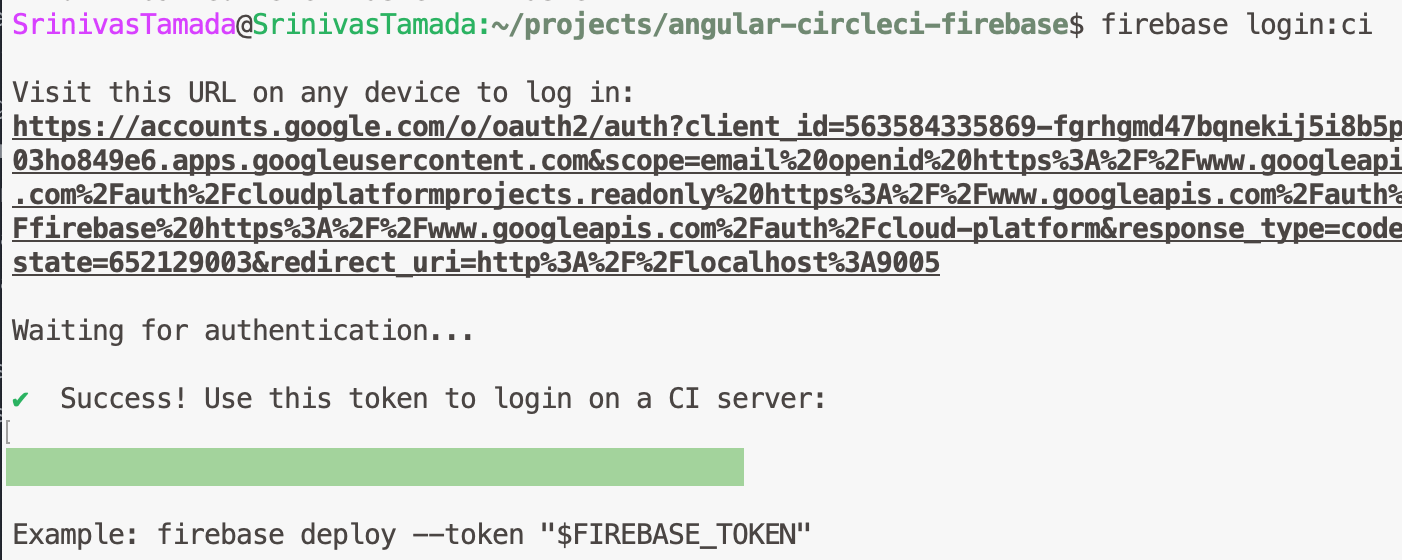 SrinivasTamada@SrinivasTamada:~/projects/angular-circleci-firebase$ firebase login:ci
Visit this URL on any device to log in:
https://accounts.google.com/o/oauth2/auth?client_id=563584335869-fgrhgmd47bqnekij5i8b5p
03ho849e6.apps.googleusercontent.com&scope=email%20openid%20https%3A%2F%2Fwww.googleapi
.com%2Fauth%2Fcloudplatformprojects.readonly%20https%3A%2F%2Fwww.googleapis.com%2Fauth%
Ffirebase%20https%3A%2F%2Fwww.googleapis.com%2Fauth%2Fcloud-platform&response_type=code
state=652129003&redirect_uri=http%3A%2F%2Flocalhost%3A9005
Waiting for authentication...
✔ Success! Use this token to login on a CI server:
Example: firebase deploy --token "$FIREBASE_TOKEN"